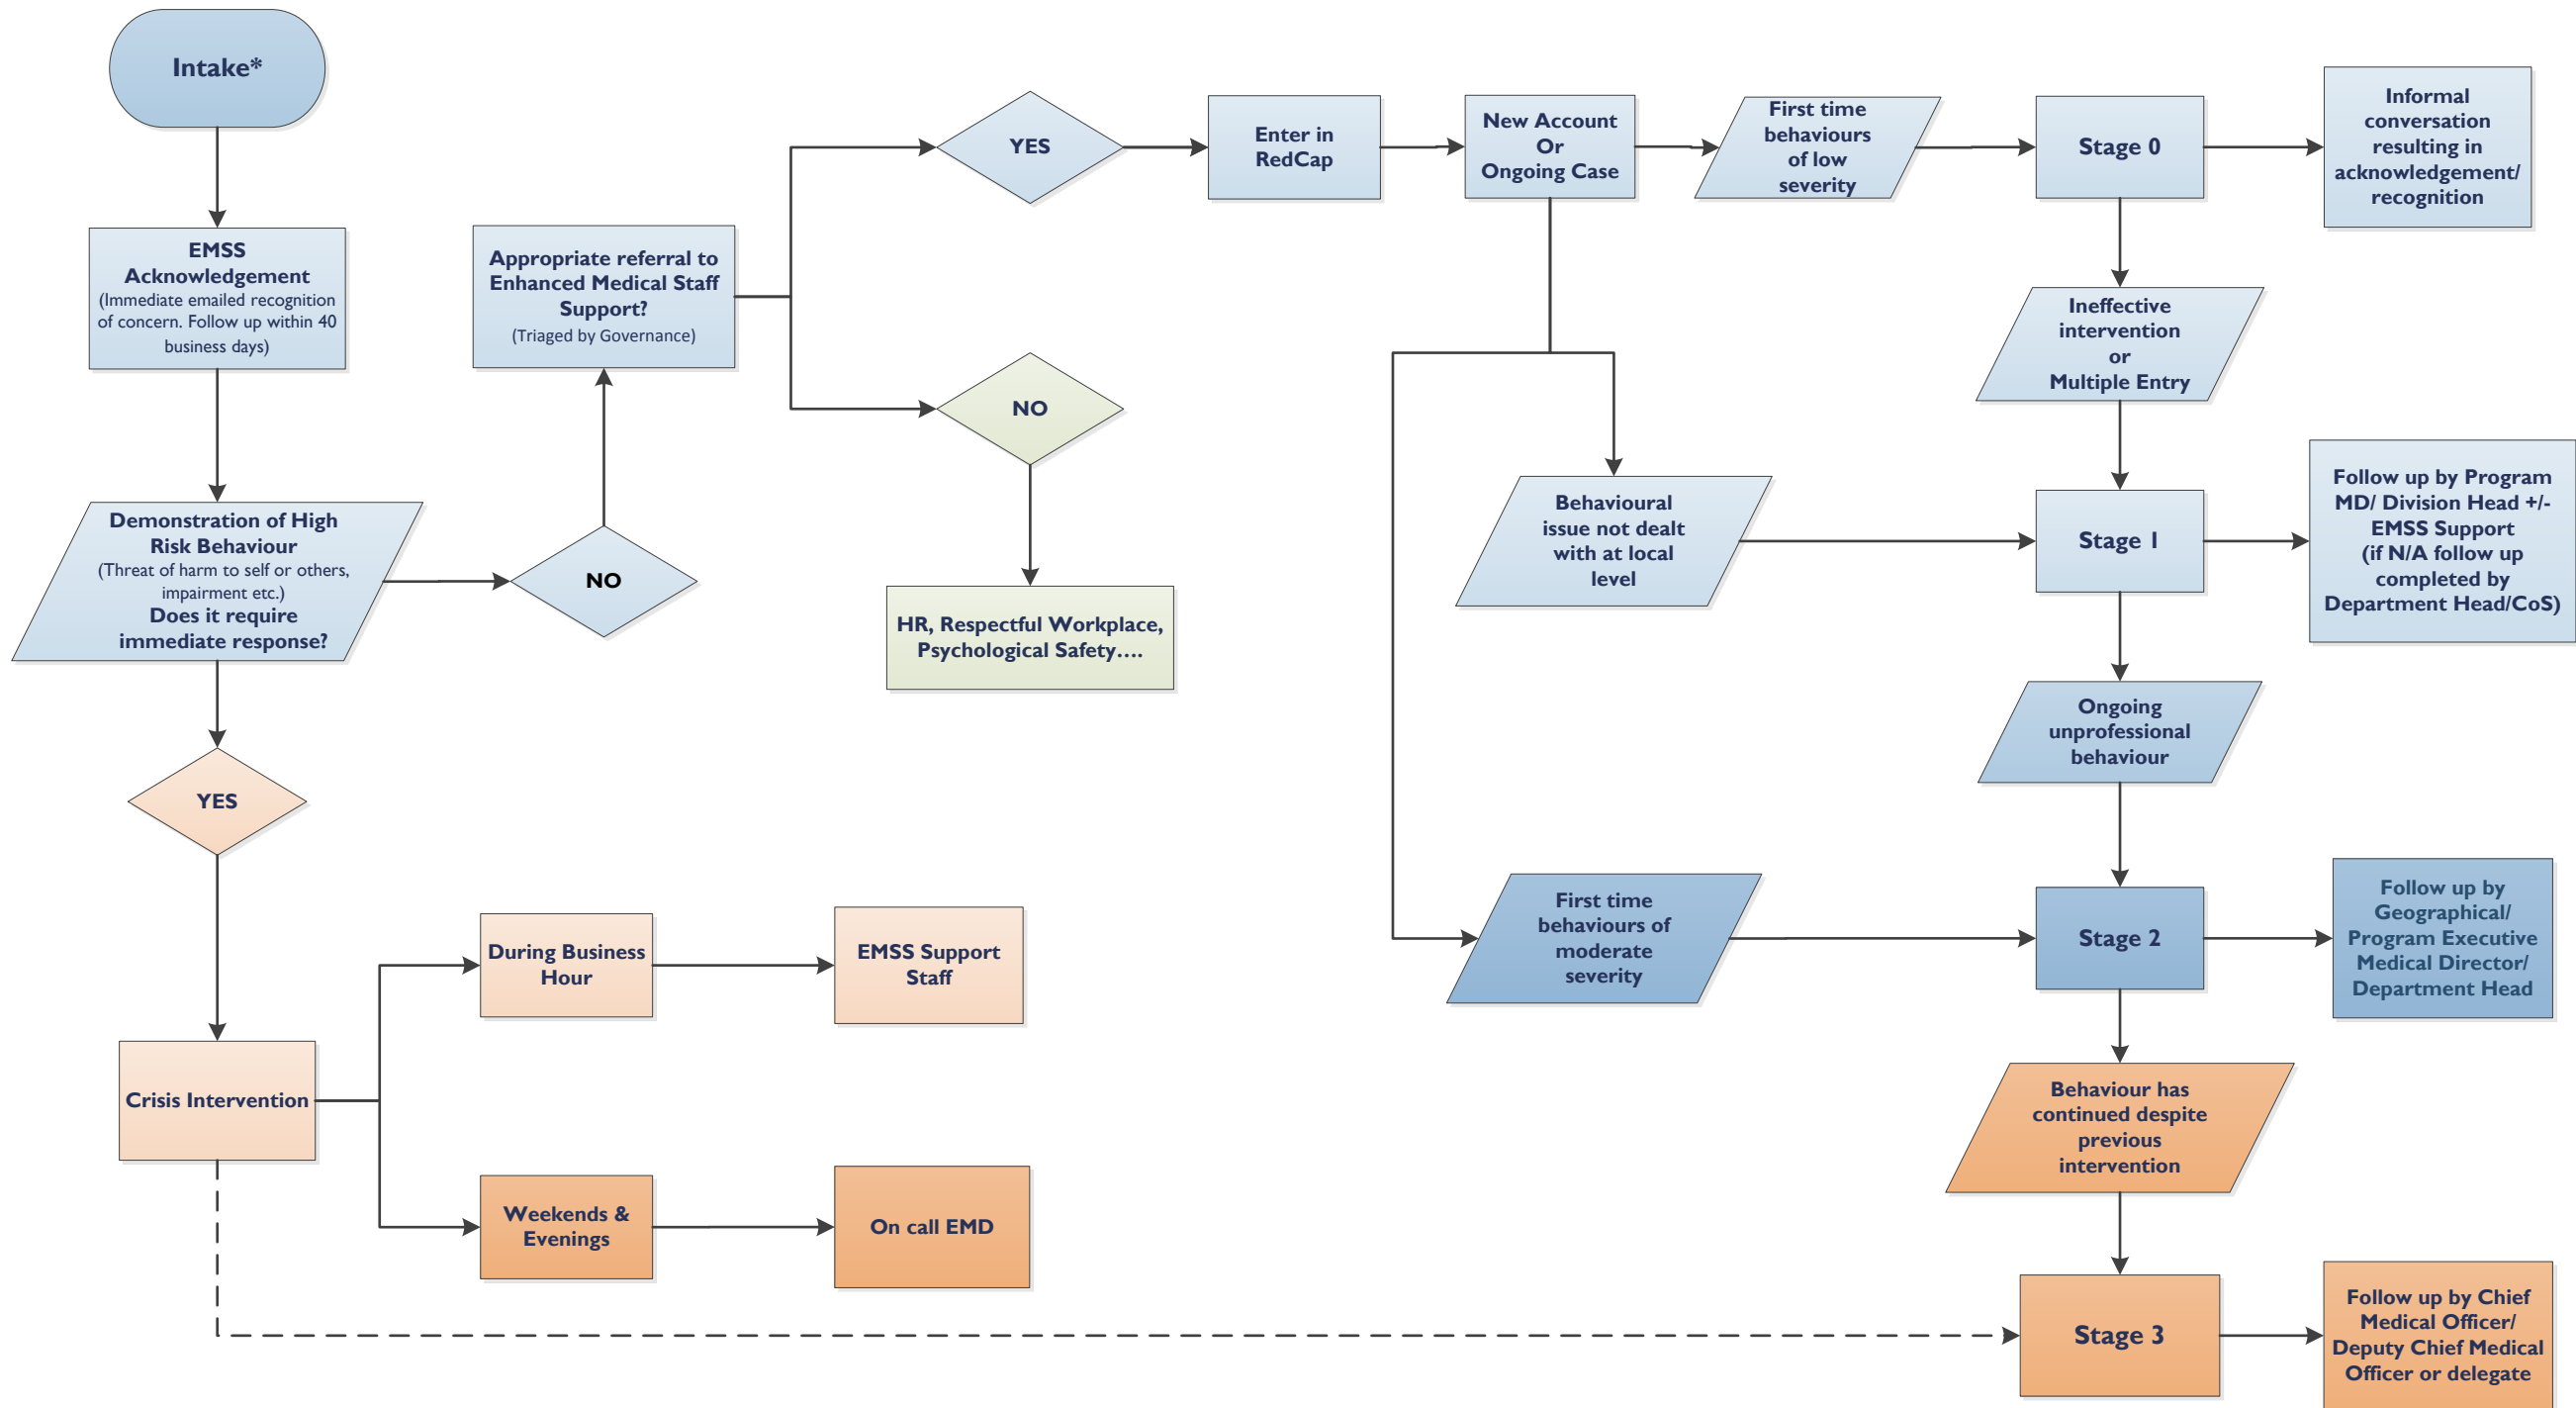 Intake*
EMSS
Acknowledgement
(Immediate emailed recognition
of concern. Follow up within 40
business days)
Demonstration of High
Risk Behaviour
(Threat of harm to self or others,
impairment etc.)
Does it require
immediate response?
NO
YES
Appropriate referral to
Enhanced Medical Staff
Support?
(Triaged by Governance)
YES
NO
HR, Respectful Workplace,
Psychological Safety....
Enter in
RedCap
New Account
Or
Ongoing Case
First time
behaviours
of low
severity
Stage 0
Informal
conversation
resulting in
acknowledgement/
recognition
Ineffective
intervention
or
Multiple Entry
Behavioural
issue not dealt
with at local
level
Stage 1
Follow up by Program
MD/ Division Head +/-
EMSS Support
(if N/A follow up
completed by
Department Head/CoS)
Ongoing
unprofessional
behaviour
First time
behaviours of
moderate
severity
Stage 2
Follow up by
Geographical/
Program Executive
Medical Director/
Department Head
Behaviour has
continued despite
previous
intervention
Crisis Intervention
During Business
Hour
EMSS Support
Staff
Weekends &
Evenings
On call EMD
Stage 3
Follow up by Chief
Medical Officer/
Deputy Chief Medical
Officer or delegate